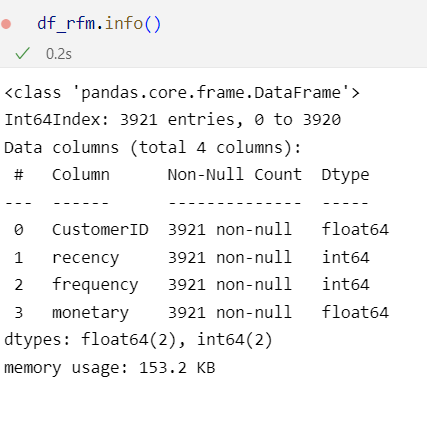 df_rfm.info()
0.2s
<class 'pandas.core.frame.DataFrame'>
Int64Index: 3921 entries, 0 to 3920
Data columns (total 4 columns):
 #   Column      Non-Null Count  Dtype
---  ------      --------------  -----
 0   CustomerID  3921 non-null   float64
 1   recency     3921 non-null   int64
 2   frequency   3921 non-null   int64
 3   monetary    3921 non-null   float64
dtypes: float64(2), int64(2)
memory usage: 153.2 KB